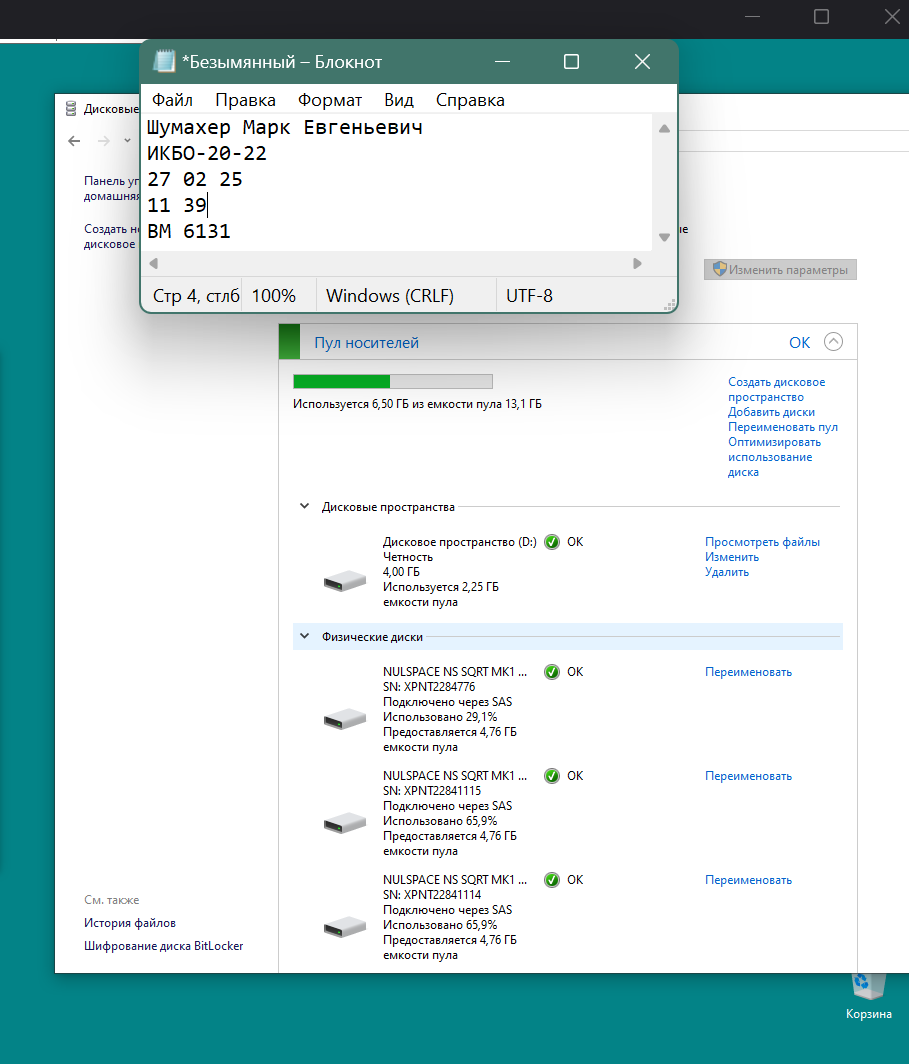 *Безымянный – Блокнот
Файл Правка Формат Вид Справка
Шумахер Марк Евгеньевич
ИКБО-20-22
27 02 25
11 39
ВМ 6131
Стр 4, стлб 100% Windows (CRLF) UTF-8
Дисковые
Панель
домашняя
Создать
дисковое
Изменить параметры
Пул носителей OK
Используется 6,50 ГБ из емкости пула 13,1 ГБ
Создать дисковое
пространство
Добавить диски
Переименовать пул
Оптимизировать
использование
диска
Дисковые пространства
Дисковое пространство (D:) OK Просмотреть файлы
Четность Изменить
4,00 ГБ Удалить
Используется 2,25 ГБ
емкости пула
Физические диски
NULSPACE NS SQRT MK1 ... OK Переименовать
SN: XPNT2284776
Подключено через SAS
Использовано 29,1%
Предоставляется 4,76 ГБ
емкости пула
NULSPACE NS SQRT MK1 ... OK Переименовать
SN: XPNT22841115
Подключено через SAS
Использовано 65,9%
Предоставляется 4,76 ГБ
емкости пула
NULSPACE NS SQRT MK1 ... OK Переименовать
SN: XPNT22841114
Подключено через SAS
Использовано 65,9%
Предоставляется 4,76 ГБ
емкости пула
См. также
История файлов
Шифрование диска BitLocker
Корзина